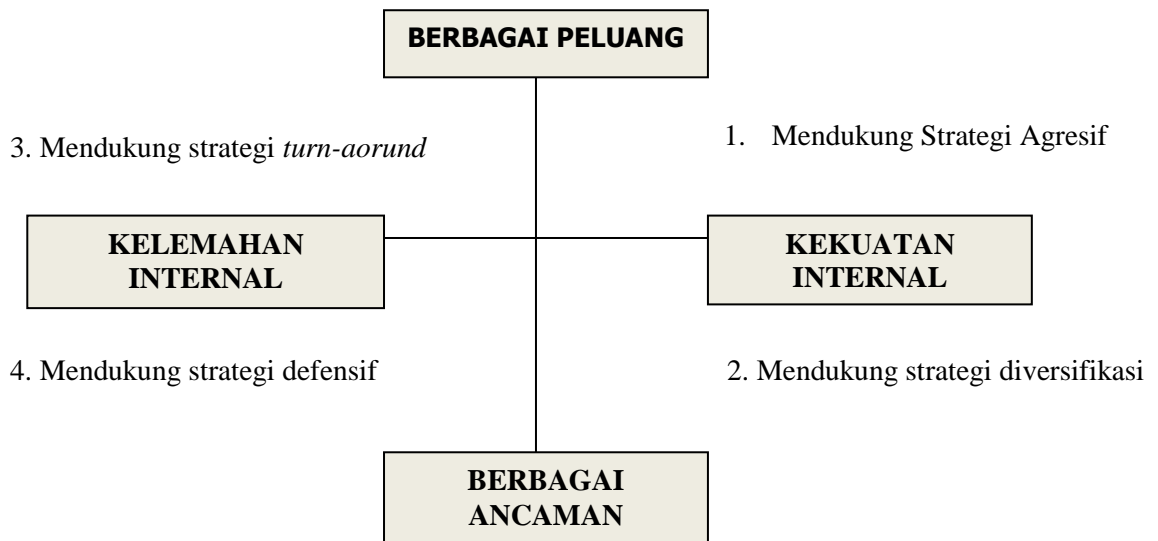 BERBAGAI PELUANG
3. Mendukung strategi turn-aorund
1. Mendukung Strategi Agresif
KELEMAHAN
INTERNAL
KEKUATAN
INTERNAL
4. Mendukung strategi defensif
2. Mendukung strategi diversifikasi
BERBAGAI
ANCAMAN